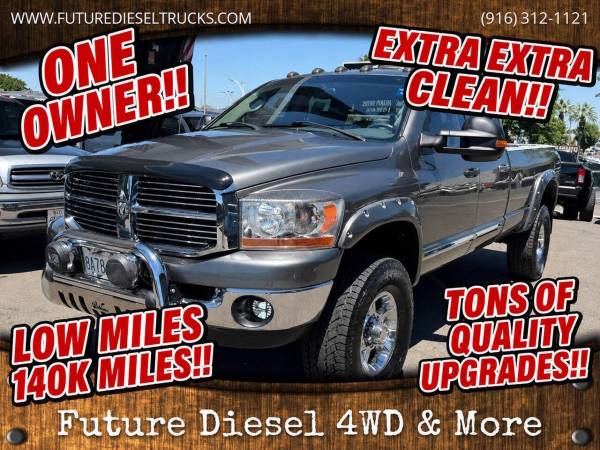 WWW.FUTUREDIESELTRUCKS.COM
(916) 312-1121
ONE
OWNER!!
EXTRA EXTRA
CLEAN!!
LOW MILES
140K MILES!!
TONS OF
QUALITY
UPGRADES!!
Future Diesel 4WD & More